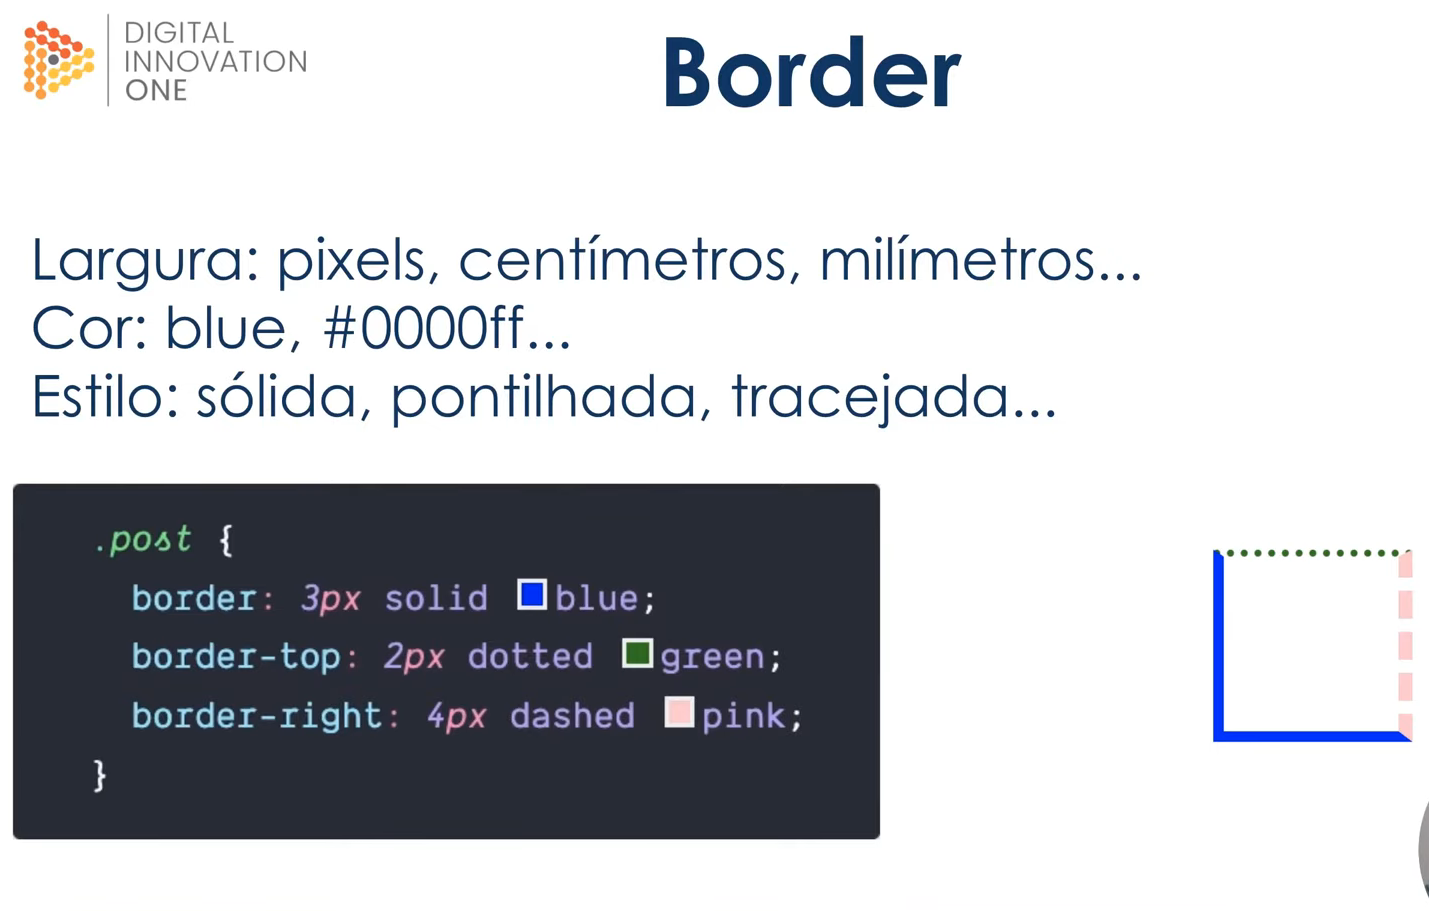 DIGITAL
INNOVATION
ONE
Border
Largura: pixels, centímetros, milímetros...
Cor: blue, #0000ff...
Estilo: sólida, pontilhada, tracejada...
.post {
border: 3px solid blue;
border-top: 2px dotted green;
border-right: 4px dashed pink;
}